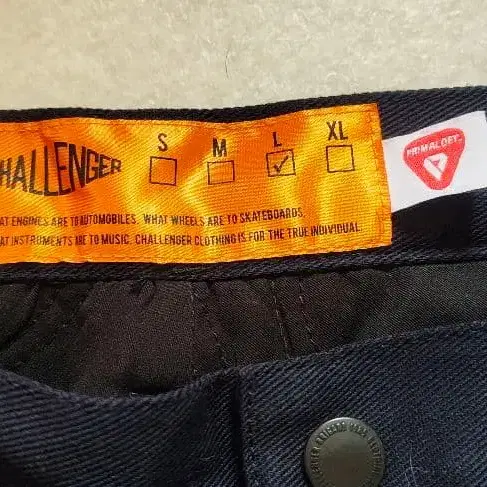 HALLENGER
S M L XL
PRIMALOFT
AT ENGINES ARE TO AUTOMOBILES. WHAT WHEELS ARE TO SKATEBOARDS.
AT INSTRUMENTS ARE TO MUSIC. CHALLENGER CLOTHING IS FOR THE TRUE INDIVIDUAL